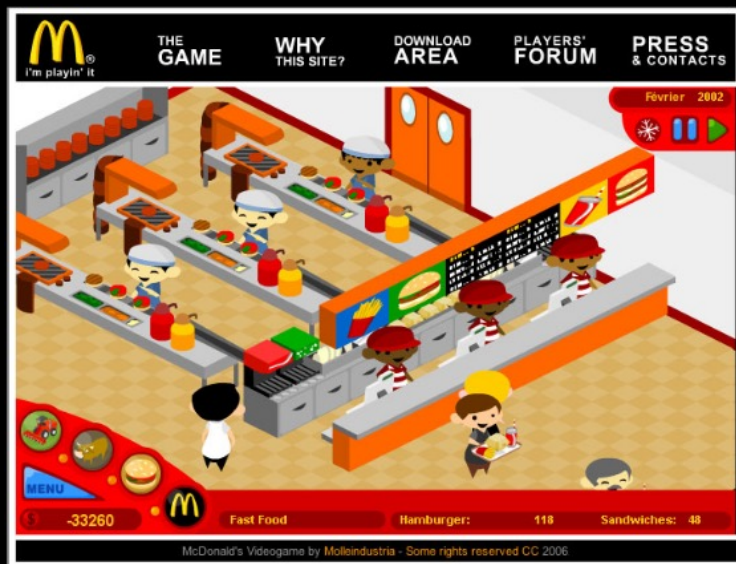 i'm playin' it
THE GAME
WHY THIS SITE?
DOWNLOAD AREA
PLAYERS' FORUM
PRESS & CONTACTS
Février 2002
MENU
-33260
Fast Food
Hamburger: 118
Sandwiches: 48
McDonald's Videogame by Molleindustria - Some rights reserved CC 2006